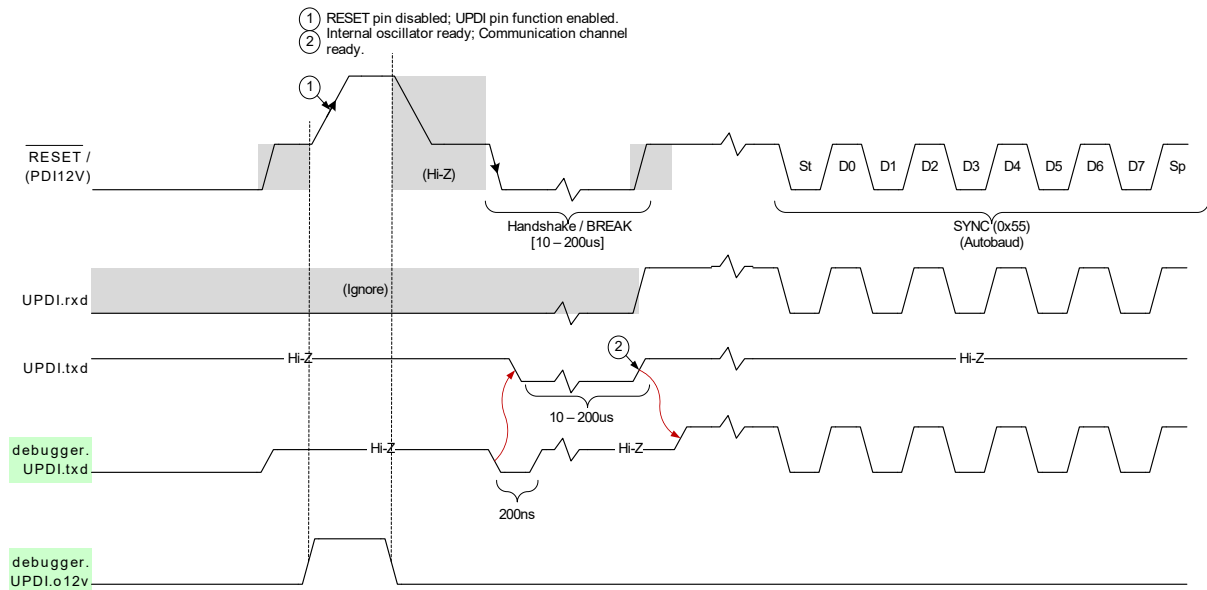 1 RESET pin disabled; UPDI pin function enabled.
2 Internal oscillator ready; Communication channel
ready.
1
RESET /
(PDI12V)
(Hi-Z)
St D0 D1 D2 D3 D4 D5 D6 D7 Sp
Handshake / BREAK
[10 – 200us]
SYNC (0x55)
(Autobaud)
UPDI.rxd
(Ignore)
UPDI.txd
Hi-Z
2
Hi-Z
10 – 200us
debugger.
UPDI.txd
Hi-Z
Hi-Z
200ns
debugger.
UPDI.o12v